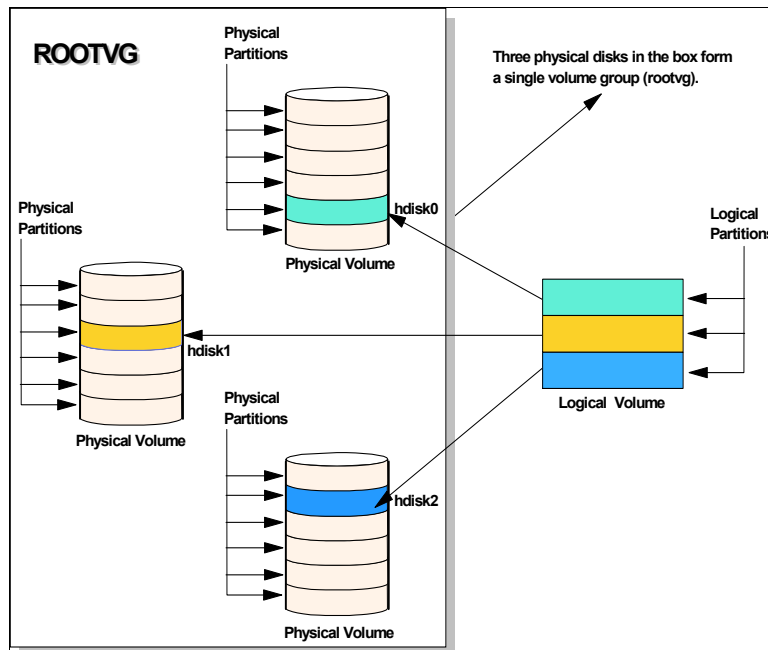 ROOTVG
Physical
Partitions
Three physical disks in the box form
a single volume group (rootvg).
hdisk0
Physical Volume
Physical
Partitions
hdisk1
Physical Volume
Logical
Partitions
Logical Volume
Physical
Partitions
hdisk2
Physical Volume